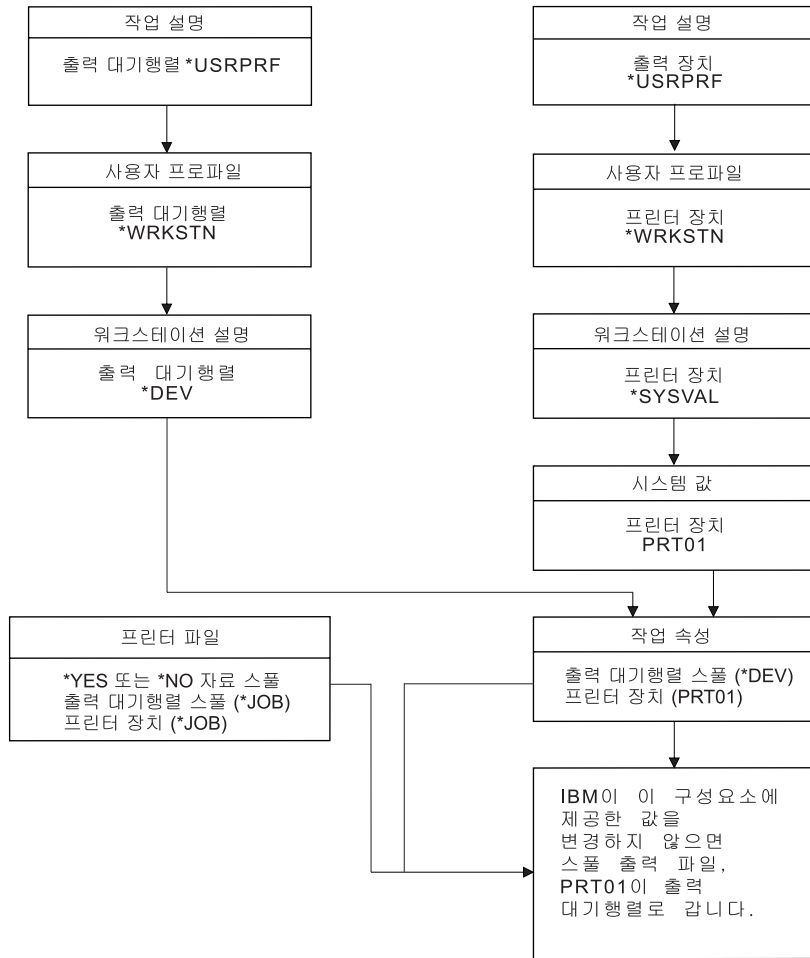 작업 설명
출력 대기행렬 *USRPRF
사용자 프로파일
출력 대기행렬
*WRKSTN
워크스테이션 설명
출력 대기행렬
*DEV
작업 설명
출력 장치
*USRPRF
사용자 프로파일
프린터 장치
*WRKSTN
워크스테이션 설명
프린터 장치
*SYSVAL
시스템 값
프린터 장치
PRT01
프린터 파일
*YES 또는 *NO 자료 스풀
출력 대기행렬 스풀 (*JOB)
프린터 장치 (*JOB)
작업 속성
출력 대기행렬 스풀 (*DEV)
프린터 장치 (PRT01)
IBM이 이 구성요소에
제공한 값을
변경하지 않으면
스풀 출력 파일,
PRT01이 출력
대기행렬로 갑니다.